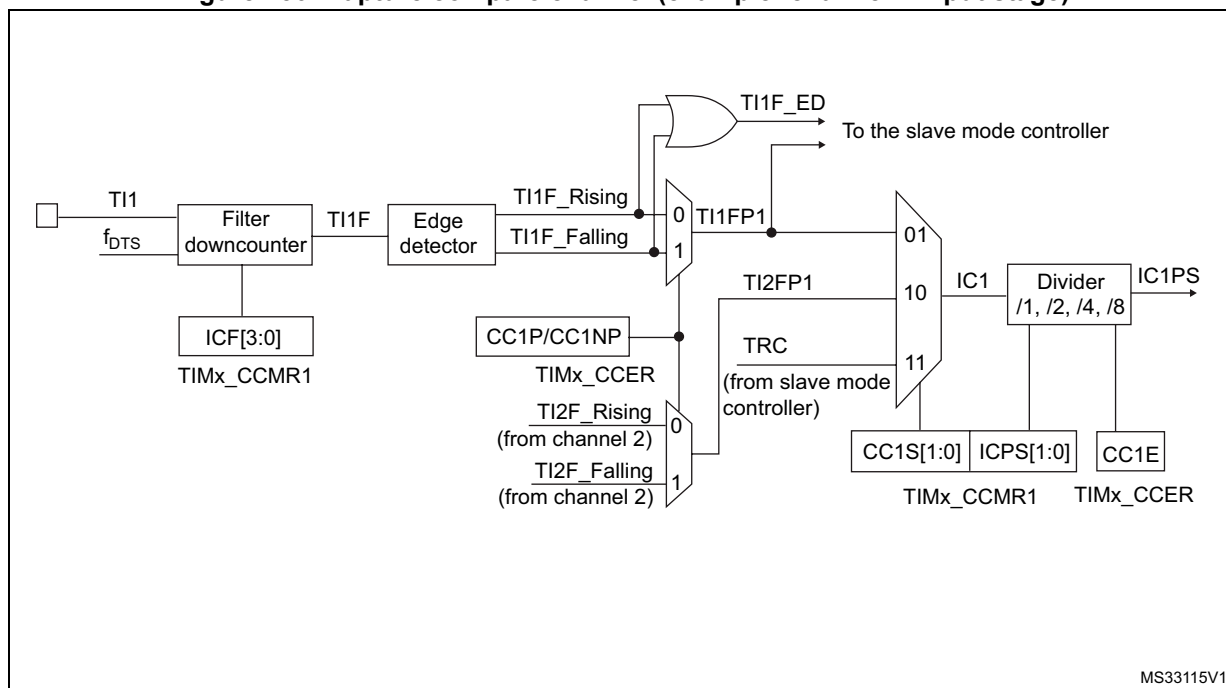 TI1F_ED
To the slave mode controller
TI1
f_DTS
Filter
downcounter
TI1F
Edge
detector
TI1F_Rising
TI1F_Falling
0
1
TI1FP1
01
10
11
TI2FP1
TRC
(from slave mode
controller)
IC1
Divider
/1, /2, /4, /8
IC1PS
ICF[3:0]
TIMx_CCMR1
CC1P/CC1NP
TIMx_CCER
TI2F_Rising
(from channel 2)
TI2F_Falling
(from channel 2)
0
1
CC1S[1:0]
ICPS[1:0]
CC1E
TIMx_CCMR1
TIMx_CCER
MS33115V1